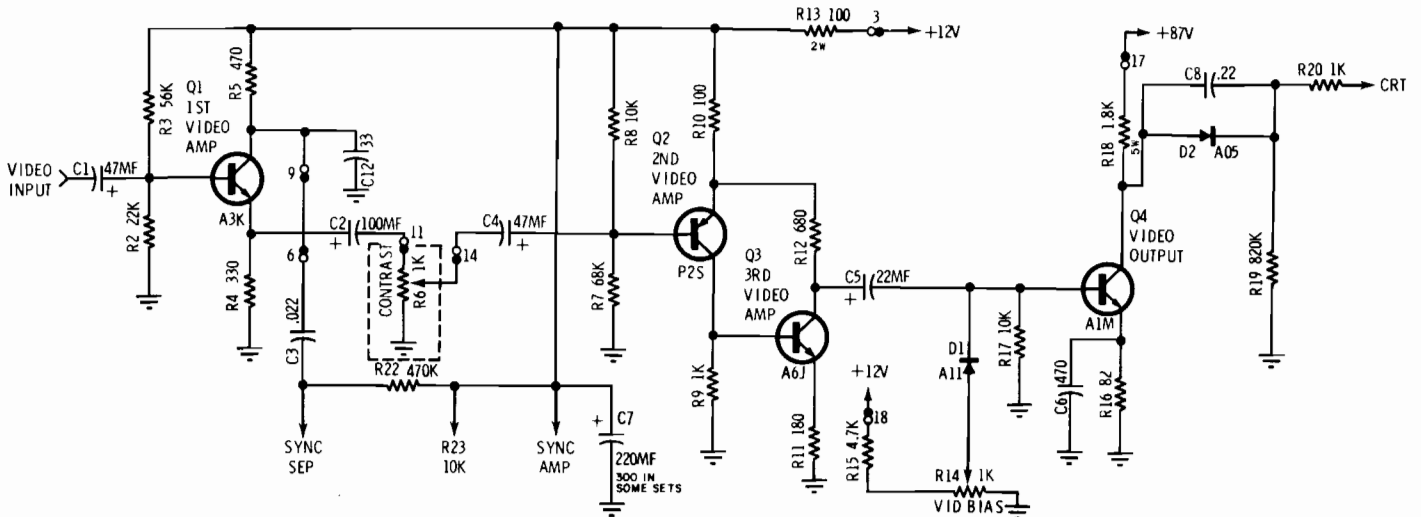 R13 100
2W
3
+12V
+87V
17
C8 .22
R20 1K
CRT
R3 56K
R5 470
Q1
1ST
VIDEO
AMP
R8 10K
R10 100
Q2
2ND
VIDEO
AMP
R18 1.8K
5W
D2 A05
VIDEO
INPUT
C1 47MF
+
9
C12 33
A3K
R2 22K
C2 100MF
+
11
C4 47MF
+
14
P2S
R12 680
Q4
VIDEO
OUTPUT
R19 820K
6
R4 330
CONTRAST
R6 1K
R7 68K
Q3
3RD
VIDEO
AMP
C5 22MF
+
A1M
.022
C3
A6J
D1
A11
R17 10K
C6 470
R16 82
R22 470K
R9 1K
+12V
18
+ C7
220MF
300 IN
SOME SETS
SYNC
SEP
R23
10K
SYNC
AMP
R11 180
R15 4.7K
R14 1K
VID BIAS